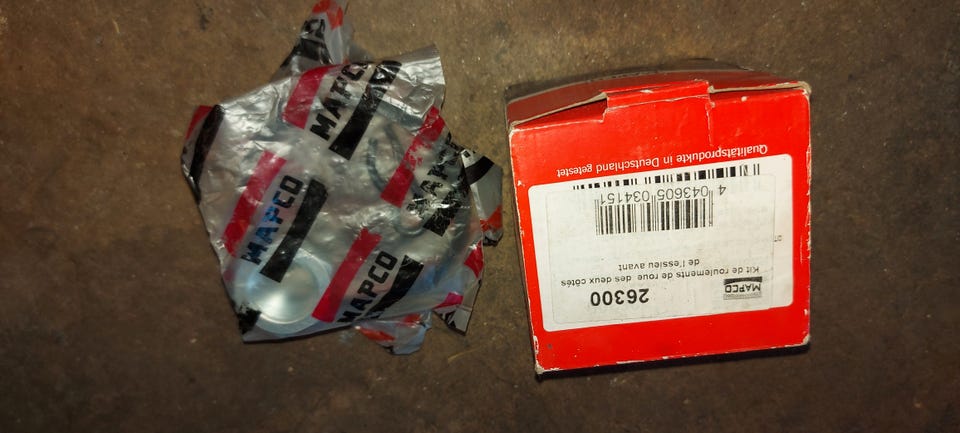 MAPCO
MAPCO
MAPCO
MAPCO
MAPCO
26300
Kit de roulements de roue des deux côtés
de l'essieu avant
4 043605 034151
Qualitätsprodukte in Deutschland getestet